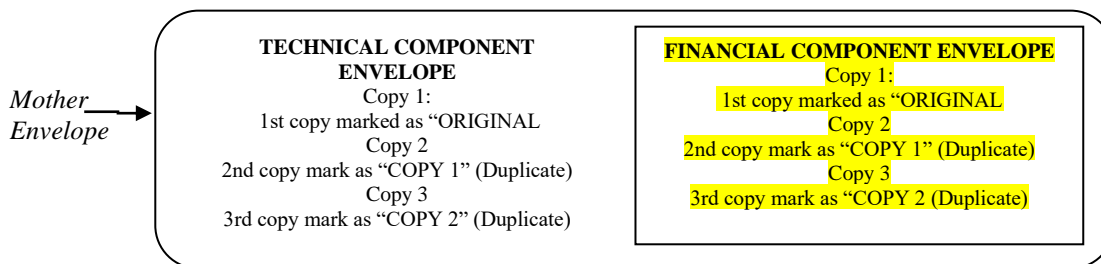 Mother
Envelope
TECHNICAL COMPONENT
ENVELOPE
Copy 1:
1st copy marked as “ORIGINAL
Copy 2
2nd copy mark as “COPY 1” (Duplicate)
Copy 3
3rd copy mark as “COPY 2” (Duplicate)
FINANCIAL COMPONENT ENVELOPE
Copy 1:
1st copy marked as “ORIGINAL
Copy 2
2nd copy mark as “COPY 1” (Duplicate)
Copy 3
3rd copy mark as “COPY 2 (Duplicate)